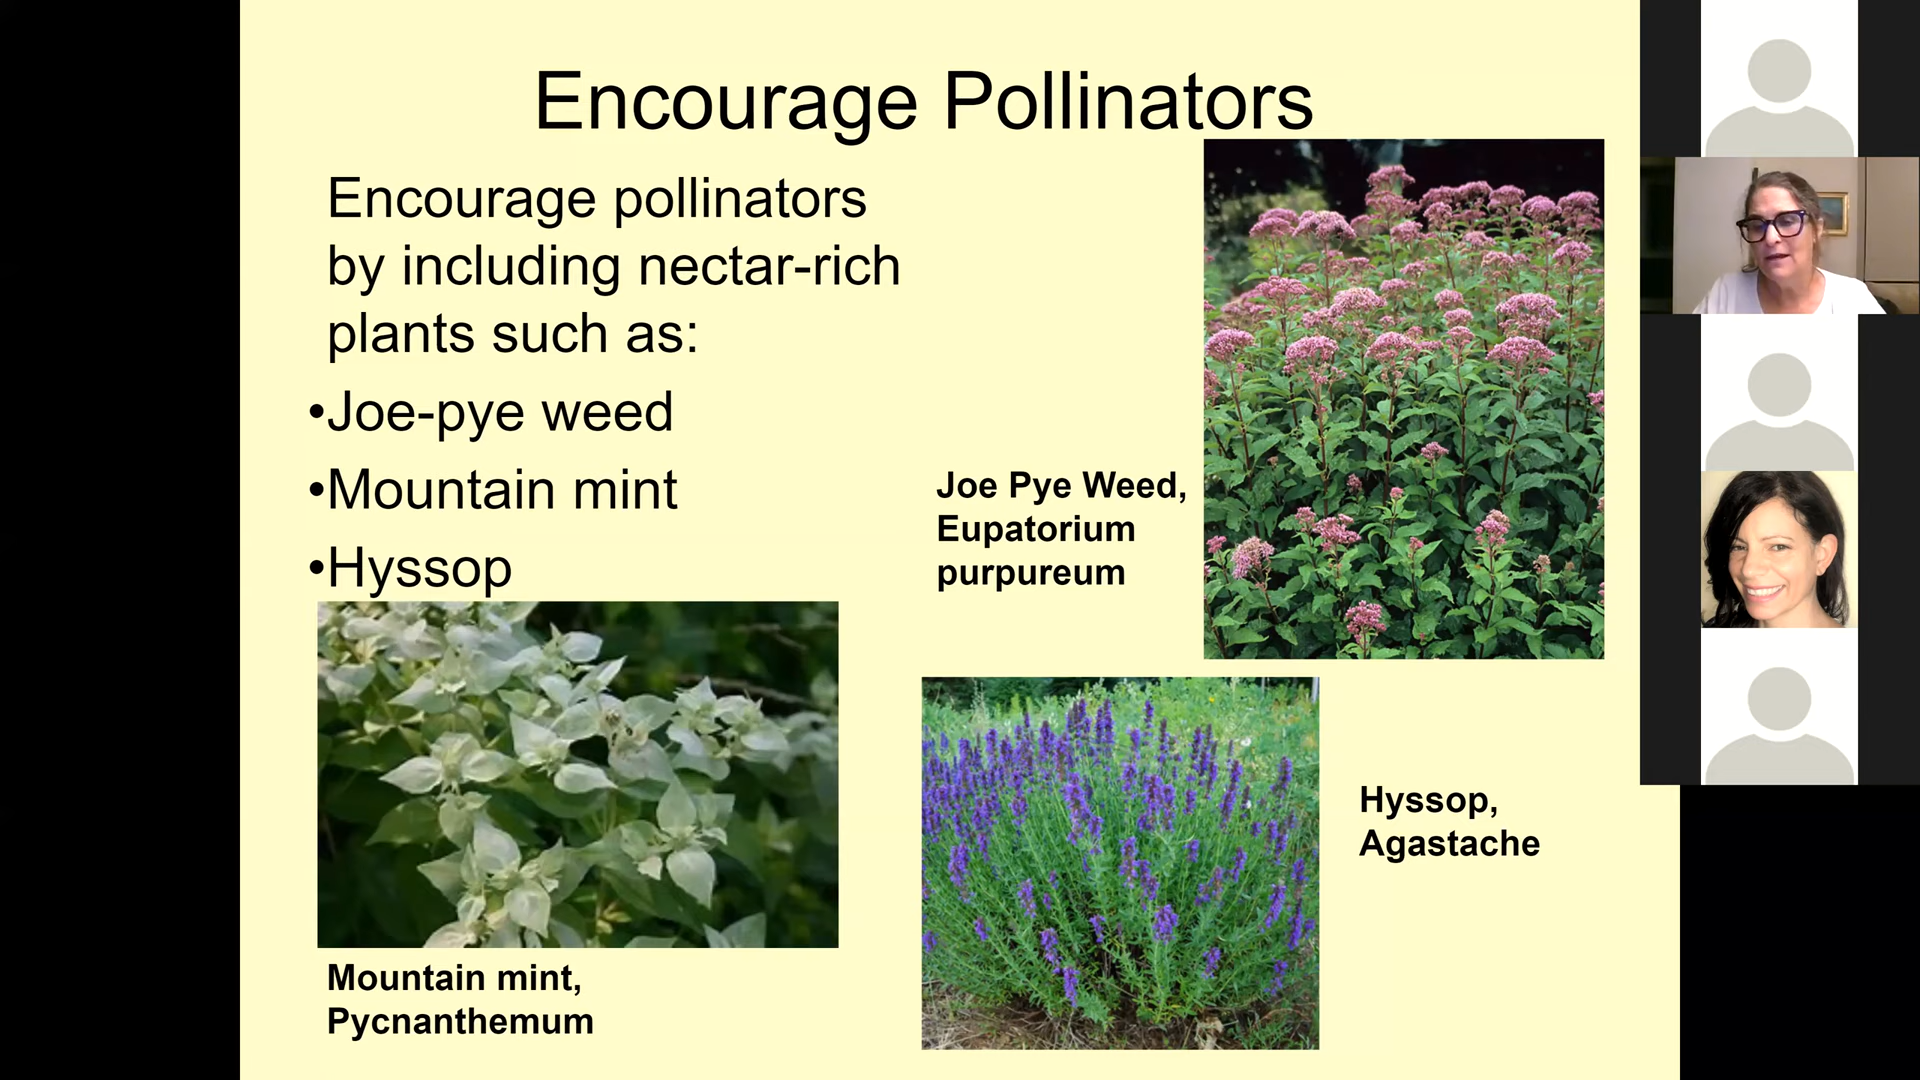 Encourage Pollinators
Encourage pollinators
by including nectar-rich
plants such as:
•Joe-pye weed
•Mountain mint
•Hyssop
Joe Pye Weed,
Eupatorium
purpureum
Hyssop,
Agastache
Mountain mint,
Pycnanthemum